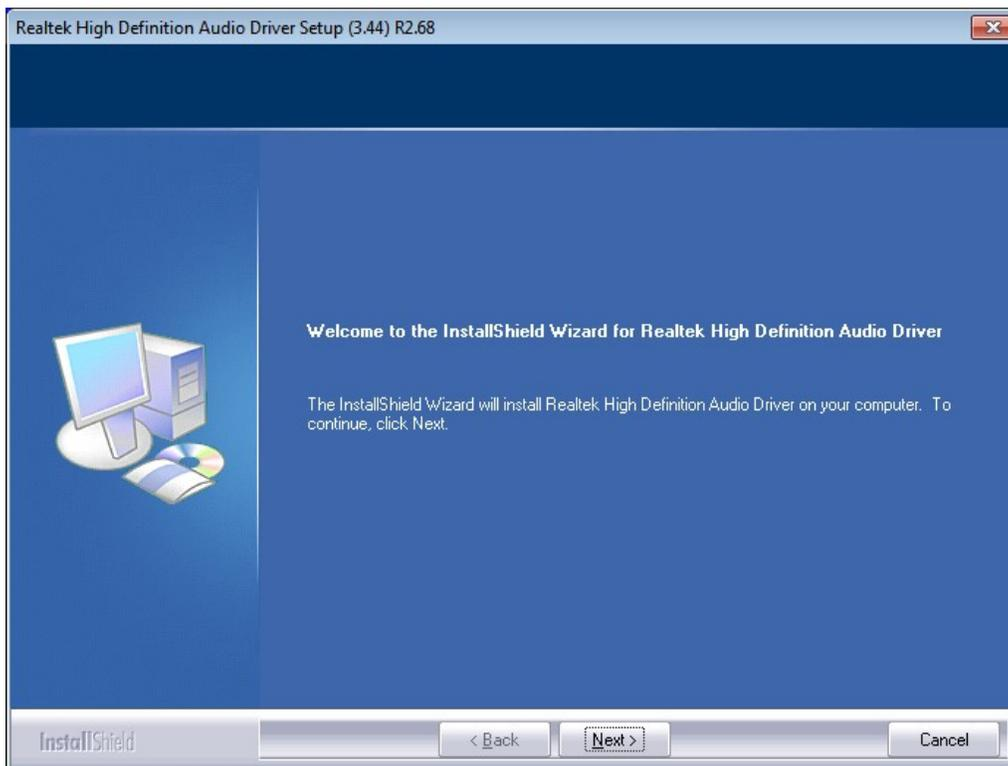 Realtek High Definition Audio Driver Setup (3.44) R2.68
Welcome to the InstallShield Wizard for Realtek High Definition Audio Driver
The InstallShield Wizard will install Realtek High Definition Audio Driver on your computer. To
continue, click Next.
InstallShield
< Back
Next >
Cancel